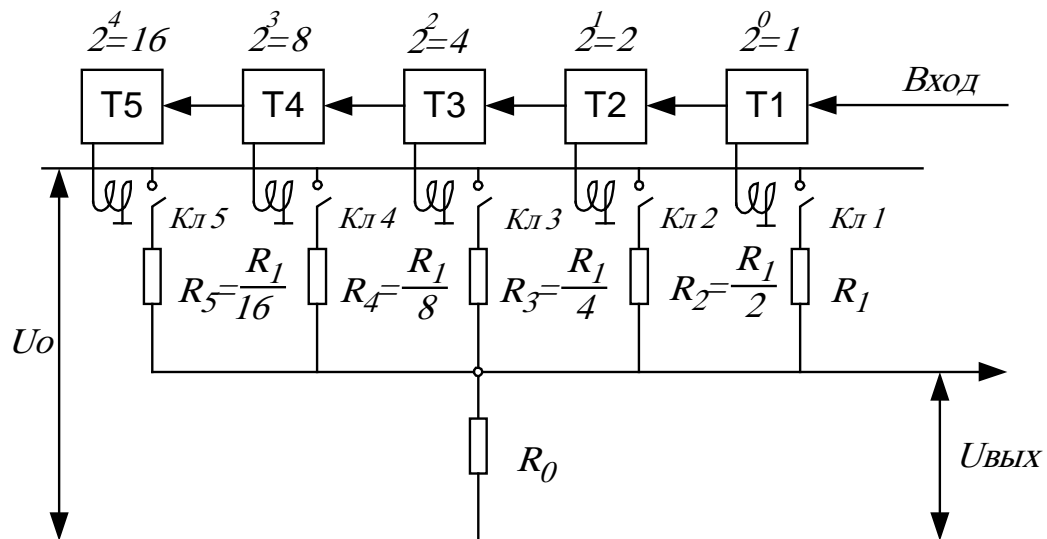 2⁴=16 2³=8 2²=4 2¹=2 2⁰=1
T5 T4 T3 T2 T1 Вход
Кл 5 Кл 4 Кл 3 Кл 2 Кл 1
R₅=R₁/16 R₄=R₁/8 R₃=R₁/4 R₂=R₁/2 R₁
Uo
R₀
Uвых